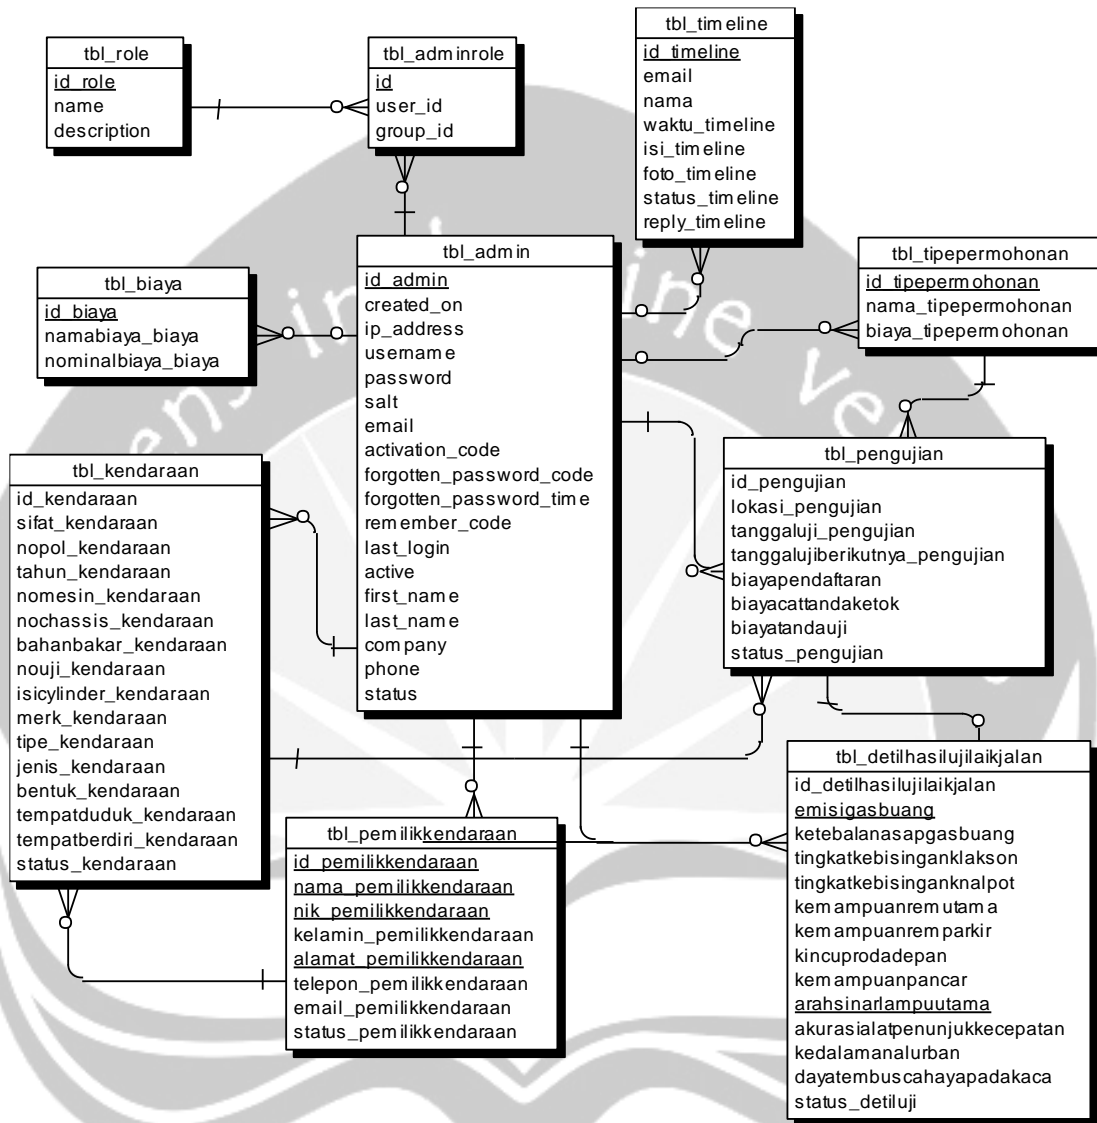 tbl_role
id_role
name
description
tbl_adminrole
id
user_id
group_id
tbl_timeline
id_timeline
email
nama
waktu_timeline
isi_timeline
foto_timeline
status_timeline
reply_timeline
tbl_biaya
id_biaya
namabiaya_biaya
nominalbiaya_biaya
tbl_admin
id_admin
created_on
ip_address
username
password
salt
email
activation_code
forgotten_password_code
forgotten_password_time
remember_code
last_login
active
first_name
last_name
company
phone
status
tbl_tipepermohonan
id_tipepermohonan
nama_tipepermohonan
biaya_tipepermohonan
tbl_kendaraan
id_kendaraan
sifat_kendaraan
nopol_kendaraan
tahun_kendaraan
nomesin_kendaraan
nochassis_kendaraan
bahanbakar_kendaraan
nouji_kendaraan
isicylinder_kendaraan
merk_kendaraan
tipe_kendaraan
jenis_kendaraan
bentuk_kendaraan
tempatduduk_kendaraan
tempatberdiri_kendaraan
status_kendaraan
tbl_pengujian
id_pengujian
lokasi_pengujian
tanggaluji_pengujian
tanggalujiberikutnya_pengujian
biayapendaftaran
biayacattandaketok
biayatandauji
status_pengujian
tbl_pemilikkendaraan
id_pemilikkendaraan
nama_pemilikkendaraan
nik_pemilikkendaraan
kelamin_pemilikkendaraan
alamat_pemilikkendaraan
telepon_pemilikkendaraan
email_pemilikkendaraan
status_pemilikkendaraan
tbl_detilhasilujilaikjalan
id_detilhasilujilaikjalan
emisigasbuang
ketebalanasapgasbuang
tingkatkebisinganklakson
tingkatkebisinganknalpot
kemampuanremutama
kemampuanremparkir
kincuprodadepan
kemampuanpancar
arahsinarlampuutama
akurasialatpenunjukkecepatan
kedalamanalurban
dayatembuscahayapadakaca
status_detiluji